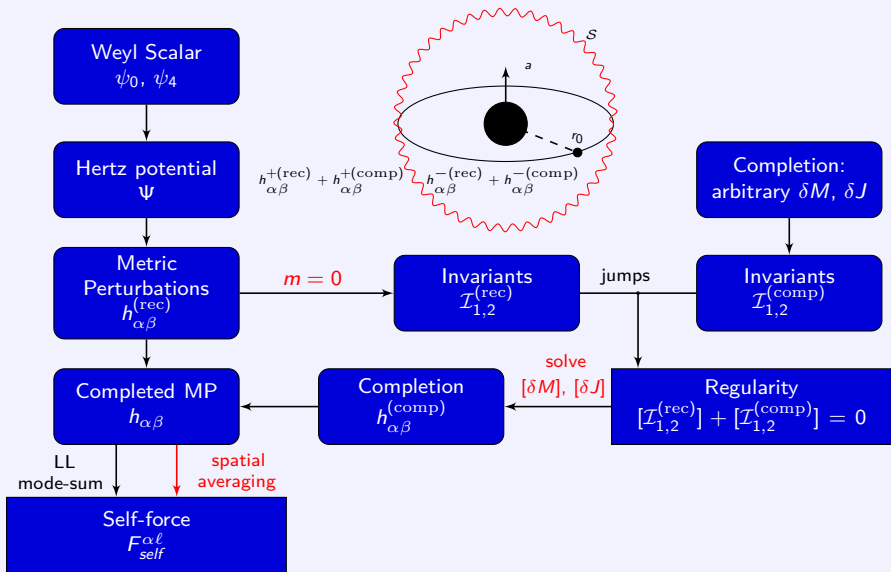 Weyl Scalar
ψ₀, ψ₄
S
a
r₀
Hertz potential
Ψ
h_{αβ}^{+(rec)} + h_{αβ}^{+(comp)}
h_{αβ}^{−(rec)} + h_{αβ}^{−(comp)}
Completion:
arbitrary δM, δJ
Metric
Perturbations
h_{αβ}^{(rec)}
m = 0
Invariants
I_{1,2}^{(rec)}
jumps
Invariants
I_{1,2}^{(comp)}
Completed MP
h_{αβ}
Completion
h_{αβ}^{(comp)}
solve
[δM], [δJ]
Regularity
[I_{1,2}^{(rec)}] + [I_{1,2}^{(comp)}] = 0
LL
mode-sum
spatial
averaging
Self-force
F_{self}^{αℓ}